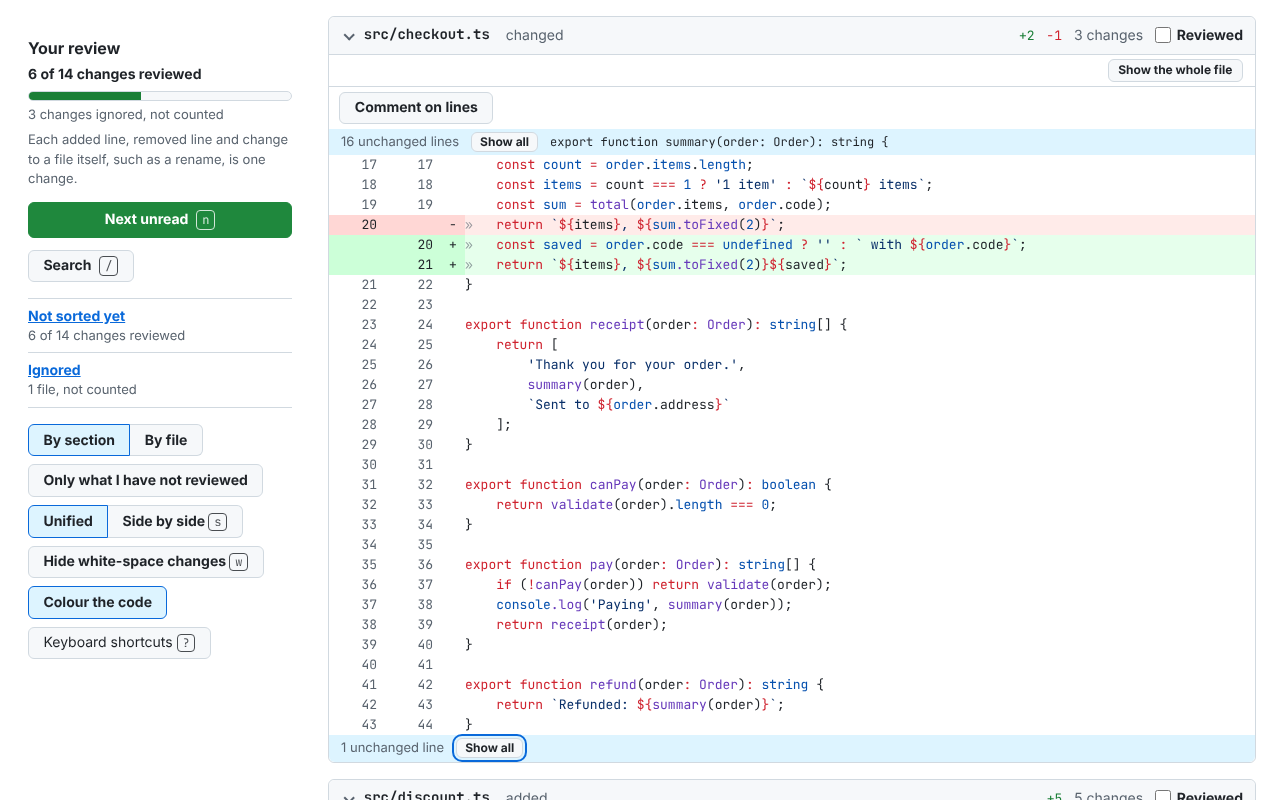 Your review
6 of 14 changes reviewed
3 changes ignored, not counted
Each added line, removed line and change
to a file itself, such as a rename, is one
change.
Next unread n
Search /
Not sorted yet
6 of 14 changes reviewed
Ignored
1 file, not counted
By section By file
Only what I have not reviewed
Unified Side by side s
Hide white-space changes w
Colour the code
Keyboard shortcuts ?
src/checkout.ts changed +2 -1 3 changes Reviewed
Show the whole file
Comment on lines
16 unchanged lines Show all export function summary(order: Order): string {
17 17 const count = order.items.length;
18 18 const items = count === 1 ? '1 item' : `${count} items`;
19 19 const sum = total(order.items, order.code);
20 - » return `${items}, ${sum.toFixed(2)}`;
20 + » const saved = order.code === undefined ? '' : ` with ${order.code}`;
21 + » return `${items}, ${sum.toFixed(2)}${saved}`;
21 22 }
22 23
23 24 export function receipt(order: Order): string[] {
24 25 return [
25 26 'Thank you for your order.',
26 27 summary(order),
27 28 `Sent to ${order.address}`
28 29 ];
29 30 }
30 31
31 32 export function canPay(order: Order): boolean {
32 33 return validate(order).length === 0;
33 34 }
34 35
35 36 export function pay(order: Order): string[] {
36 37 if (!canPay(order)) return validate(order);
37 38 console.log('Paying', summary(order));
38 39 return receipt(order);
39 40 }
40 41
41 42 export function refund(order: Order): string {
42 43 return `Refunded: ${summary(order)}`;
43 44 }
1 unchanged line Show all
src/discount.ts added +5 5 changes Reviewed